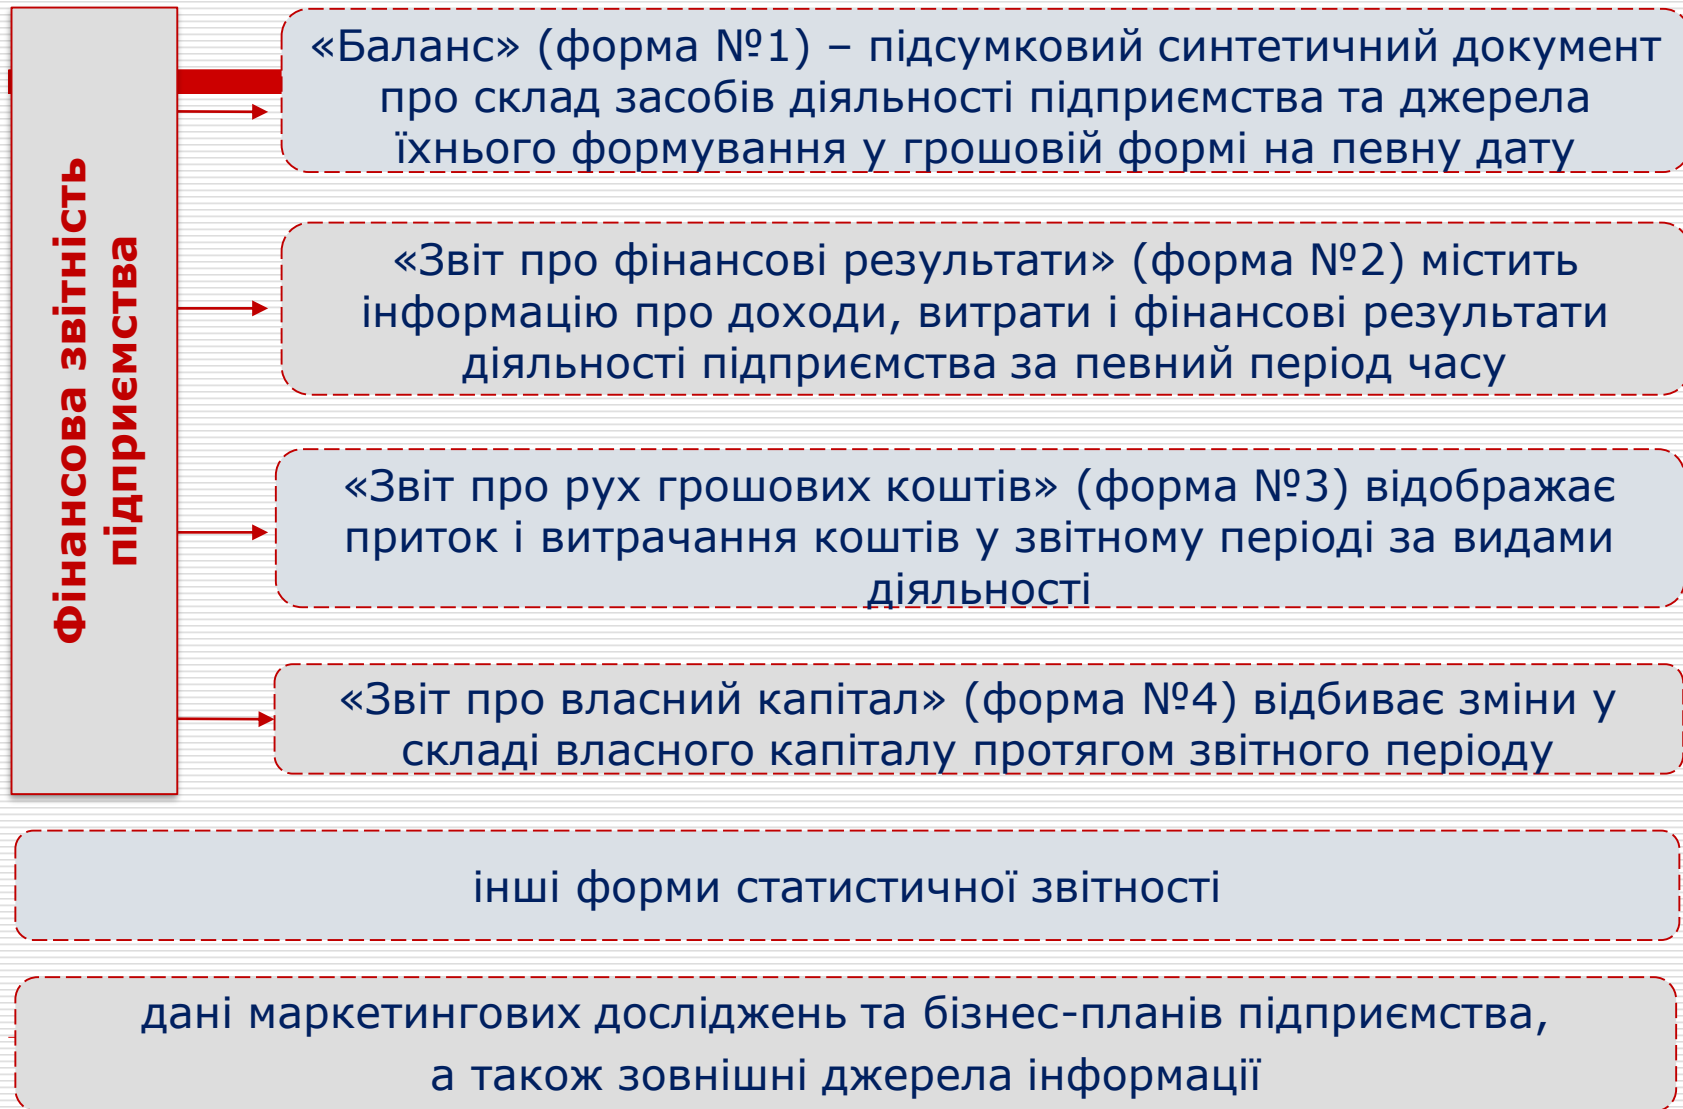 Фінансова звітність
підприємства
«Баланс» (форма №1) – підсумковий синтетичний документ
про склад засобів діяльності підприємства та джерела
їхнього формування у грошовій формі на певну дату
«Звіт про фінансові результати» (форма №2) містить
інформацію про доходи, витрати і фінансові результати
діяльності підприємства за певний період часу
«Звіт про рух грошових коштів» (форма №3) відображає
приток і витрачання коштів у звітному періоді за видами
діяльності
«Звіт про власний капітал» (форма №4) відбиває зміни у
складі власного капіталу протягом звітного періоду
інші форми статистичної звітності
дані маркетингових досліджень та бізнес-планів підприємства,
а також зовнішні джерела інформації